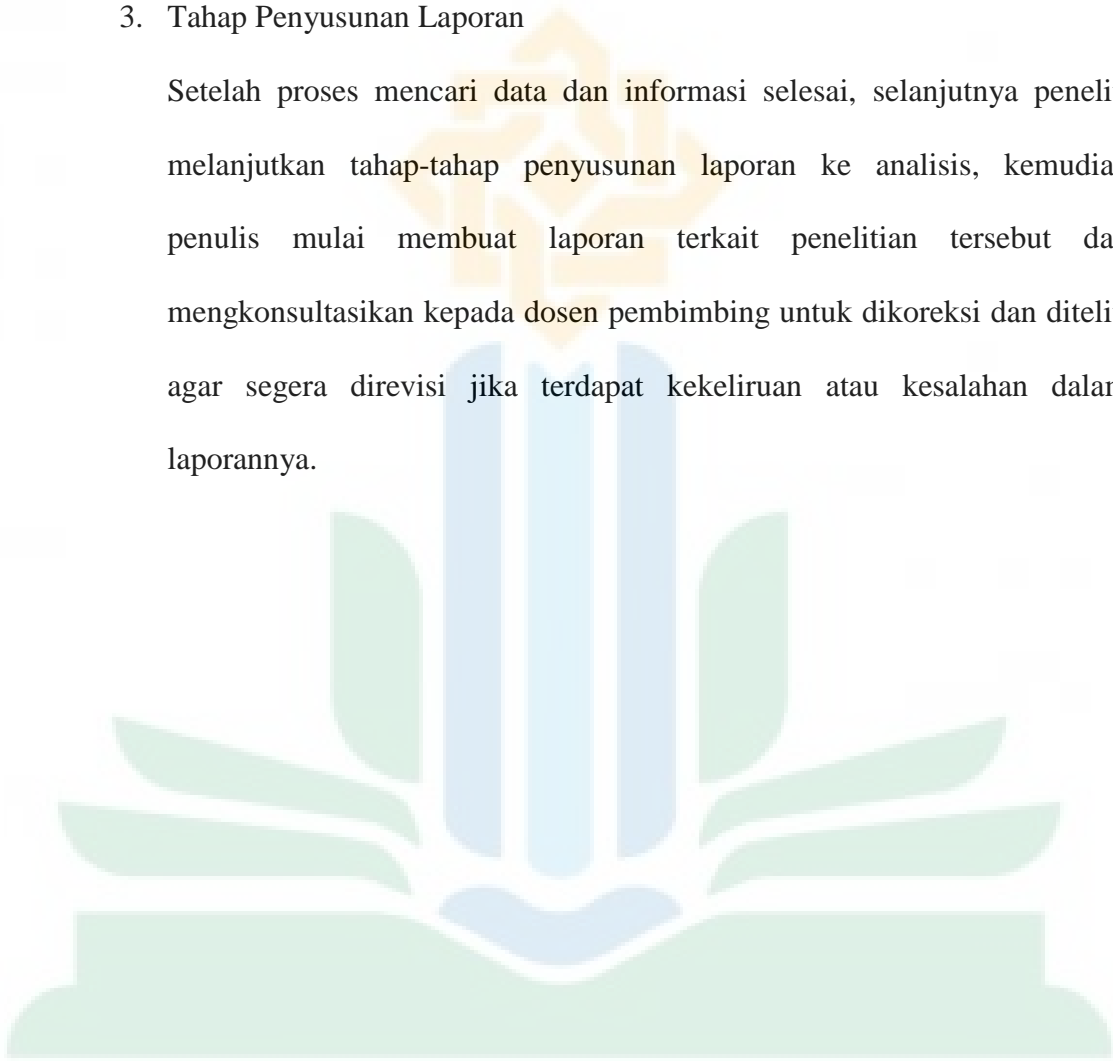 3. Tahap Penyusunan Laporan
Setelah proses mencari data dan informasi selesai, selanjutnya peneli
melanjutkan tahap-tahap penyusunan laporan ke analisis, kemudia
penulis mulai membuat laporan terkait penelitian tersebut da
mengkonsultasikan kepada dosen pembimbing untuk dikoreksi dan diteli
agar segera direvisi jika terdapat kekeliruan atau kesalahan dalam
laporannya.